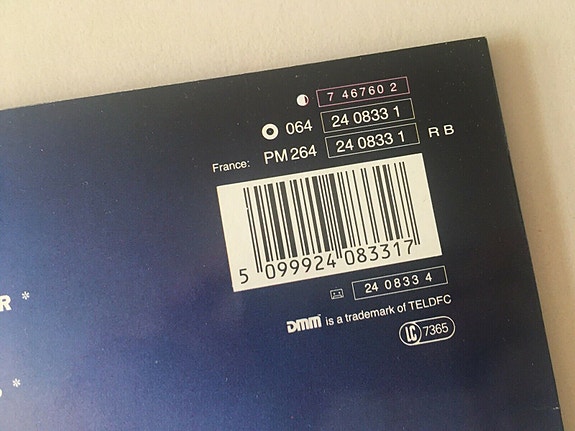 7 46760 2
064 24 0833 1
France: PM 264 24 0833 1 R B
5 099924 083317
24 0833 4
DMM is a trademark of TELDFC
LC 7365
R *
*